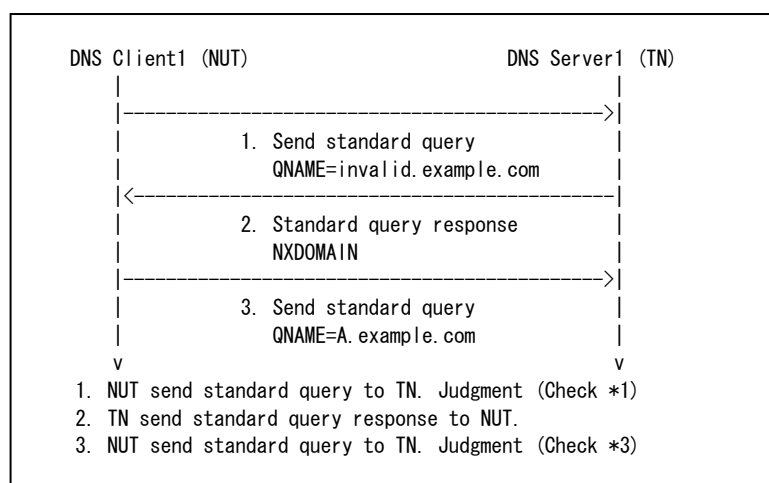 DNS Client1 (NUT)                    DNS Server1 (TN)
|                                            |
|------------------------------------------->|
|          1. Send standard query            |
|             QNAME=invalid.example.com      |
|<-------------------------------------------|
|          2. Standard query response        |
|             NXDOMAIN                       |
|------------------------------------------->|
|          3. Send standard query            |
|             QNAME=A.example.com            |
v                                            v
1. NUT send standard query to TN. Judgment (Check *1)
2. TN send standard query response to NUT.
3. NUT send standard query to TN. Judgment (Check *3)